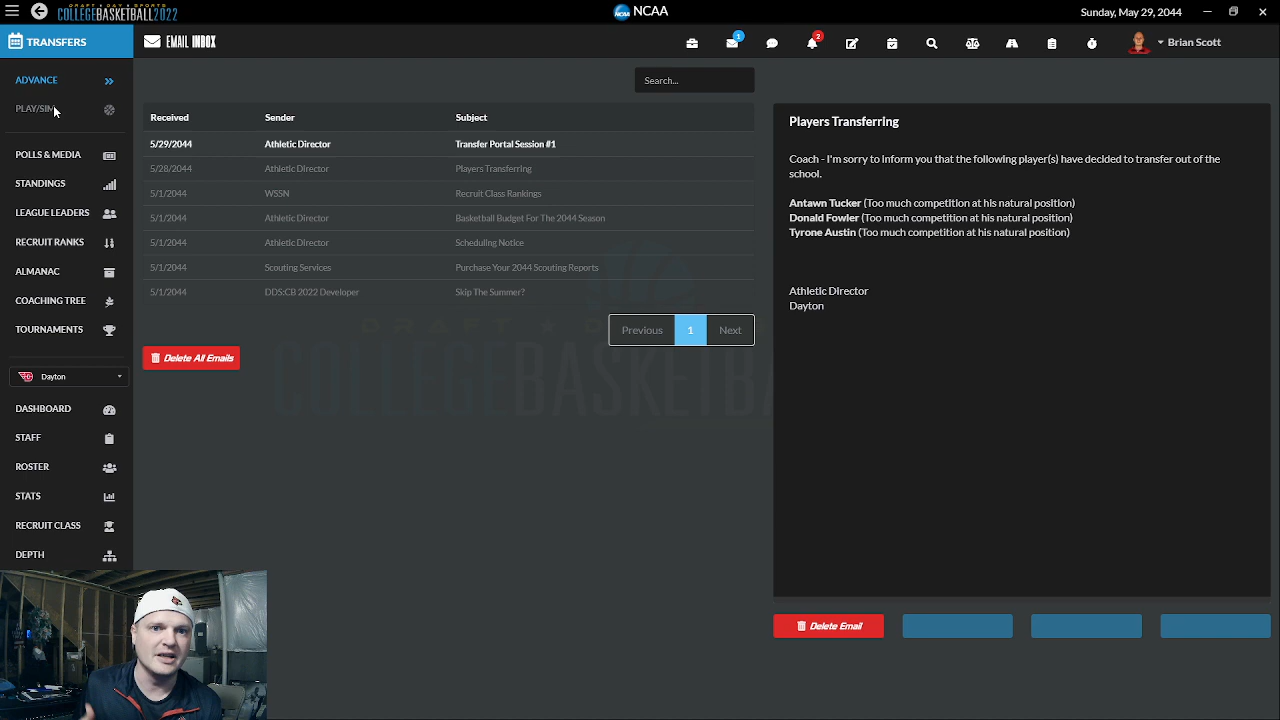 DRAFT DAY SPORTS
COLLEGEBASKETBALL2022
NCAA
Sunday, May 29, 2044
TRANSFERS
EMAIL INBOX
1
2
Brian Scott
ADVANCE
PLAY/SIM
POLLS & MEDIA
STANDINGS
LEAGUE LEADERS
RECRUIT RANKS
ALMANAC
COACHING TREE
TOURNAMENTS
Dayton
DASHBOARD
STAFF
ROSTER
STATS
RECRUIT CLASS
DEPTH
Search...
Received Sender Subject
5/29/2044 Athletic Director Transfer Portal Session #1
5/28/2044 Athletic Director Players Transferring
5/1/2044 WSSN Recruit Class Rankings
5/1/2044 Athletic Director Basketball Budget For The 2044 Season
5/1/2044 Athletic Director Scheduling Notice
5/1/2044 Scouting Services Purchase Your 2044 Scouting Reports
5/1/2044 DDS:CB 2022 Developer Skip The Summer?
Previous 1 Next
Delete All Emails
COLLEGEBASKETBA
Players Transferring
Coach - I'm sorry to inform you that the following player(s) have decided to transfer out of the
school.
Antawn Tucker (Too much competition at his natural position)
Donald Fowler (Too much competition at his natural position)
Tyrone Austin (Too much competition at his natural position)
Athletic Director
Dayton
Delete Email